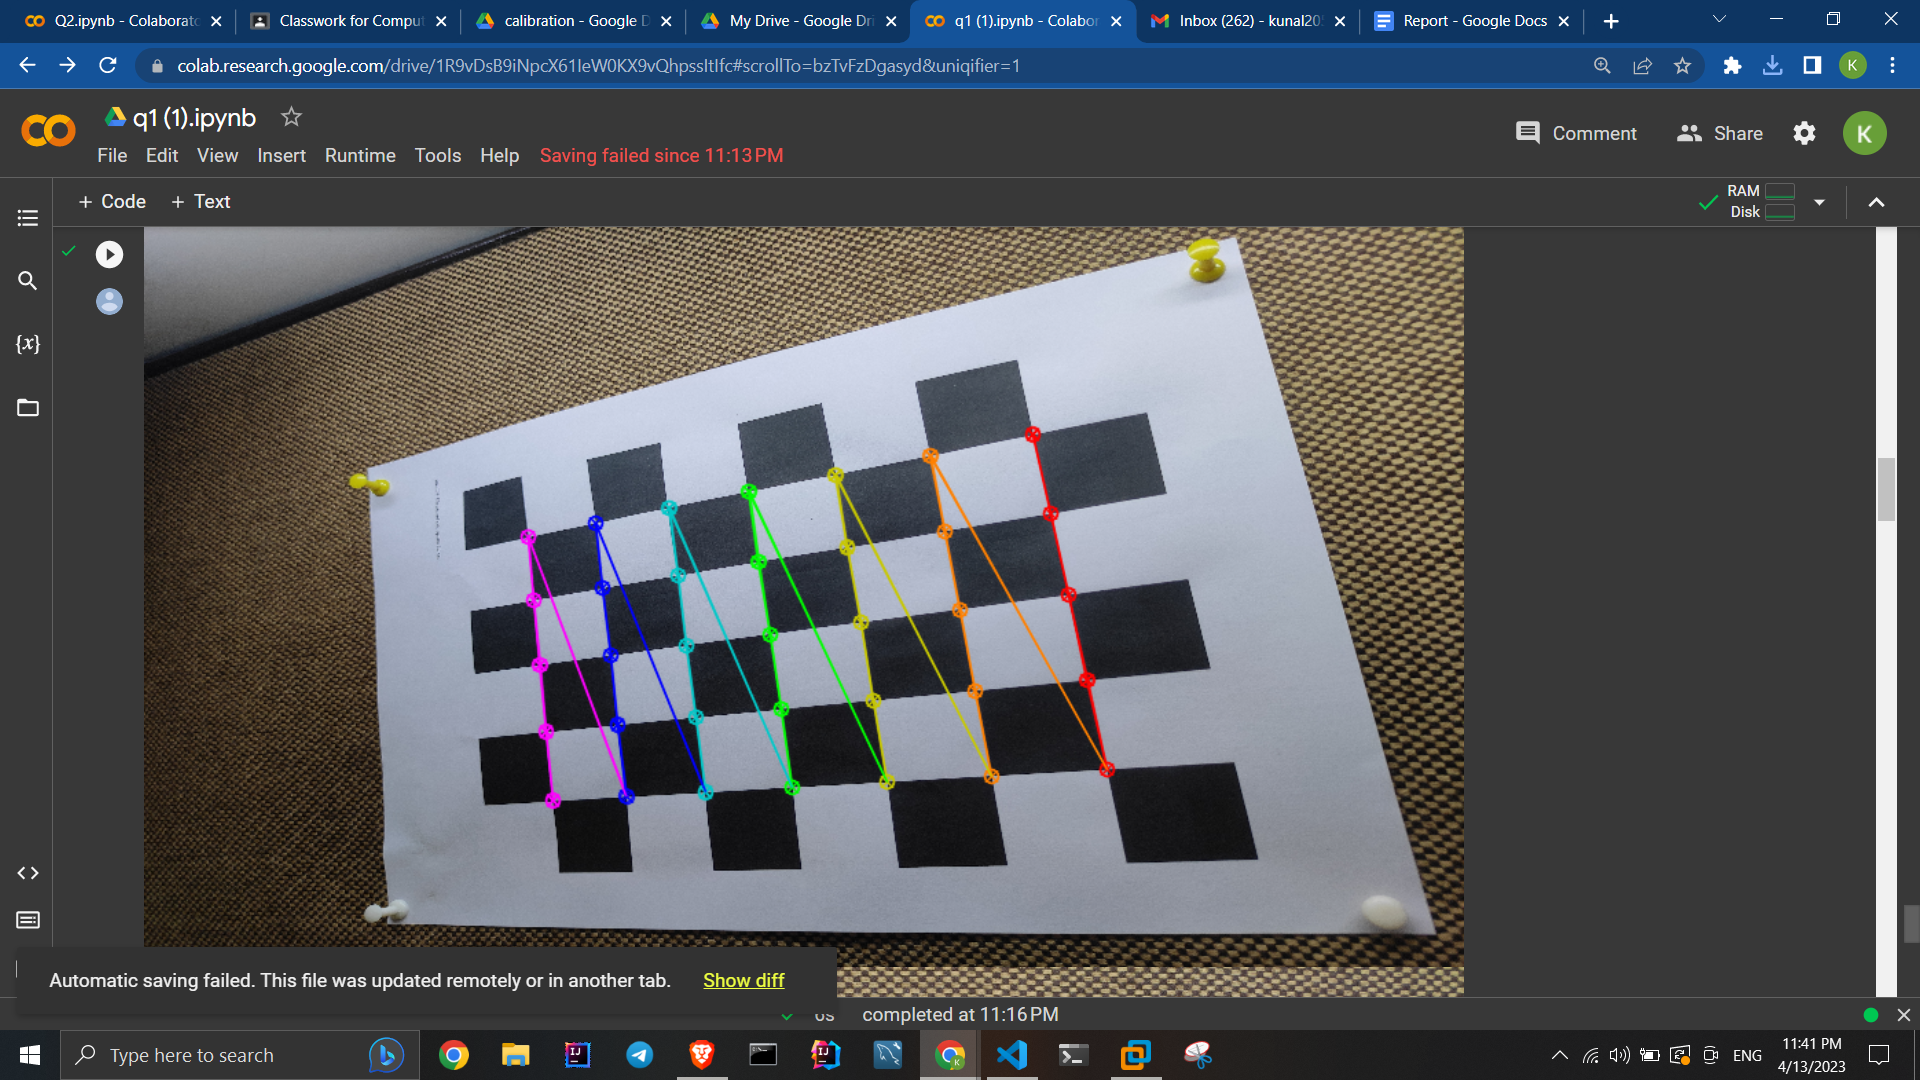 Q2.ipynb - Colaborato
Classwork for Comput
calibration - Google D
My Drive - Google Dri
q1 (1).ipynb - Colabor
Inbox (262) - kunal205
Report - Google Docs
colab.research.google.com/drive/1R9vDsB9iNpcX61IeW0KX9vQhpssItIfc#scrollTo=bzTvFzDgasyd&uniqifier=1
K
q1 (1).ipynb
Comment
Share
K
File Edit View Insert Runtime Tools Help Saving failed since 11:13 PM
+ Code + Text
RAM
Disk
{x}
Automatic saving failed. This file was updated remotely or in another tab. Show diff
completed at 11:16 PM
Type here to search
ENG
11:41 PM
4/13/2023